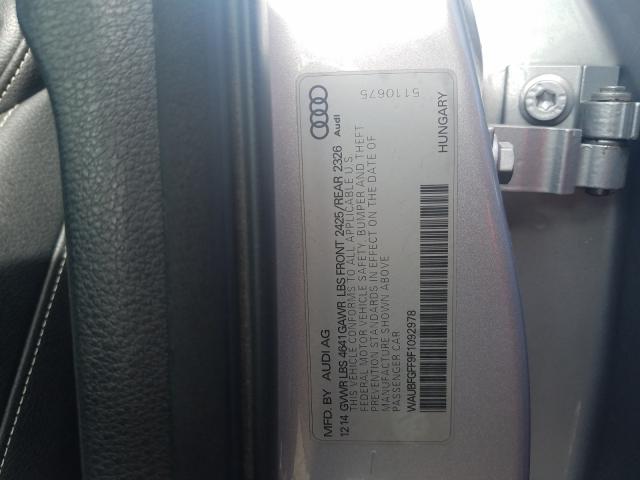 MFD. BY AUDI AG
12.14 GVWR LBS 4641 GAWR LBS FRONT 2425/REAR 2326
THIS VEHICLE CONFORMS TO ALL APPLICABLE U.S.
FEDERAL MOTOR VEHICLE SAFETY, BUMPER AND THEFT
PREVENTION STANDARDS IN EFFECT ON THE DATE OF
MANUFACTURE SHOWN ABOVE
PASSENGER CAR
WAUBFGFF9F1092978
Audi
5110675
HUNGARY